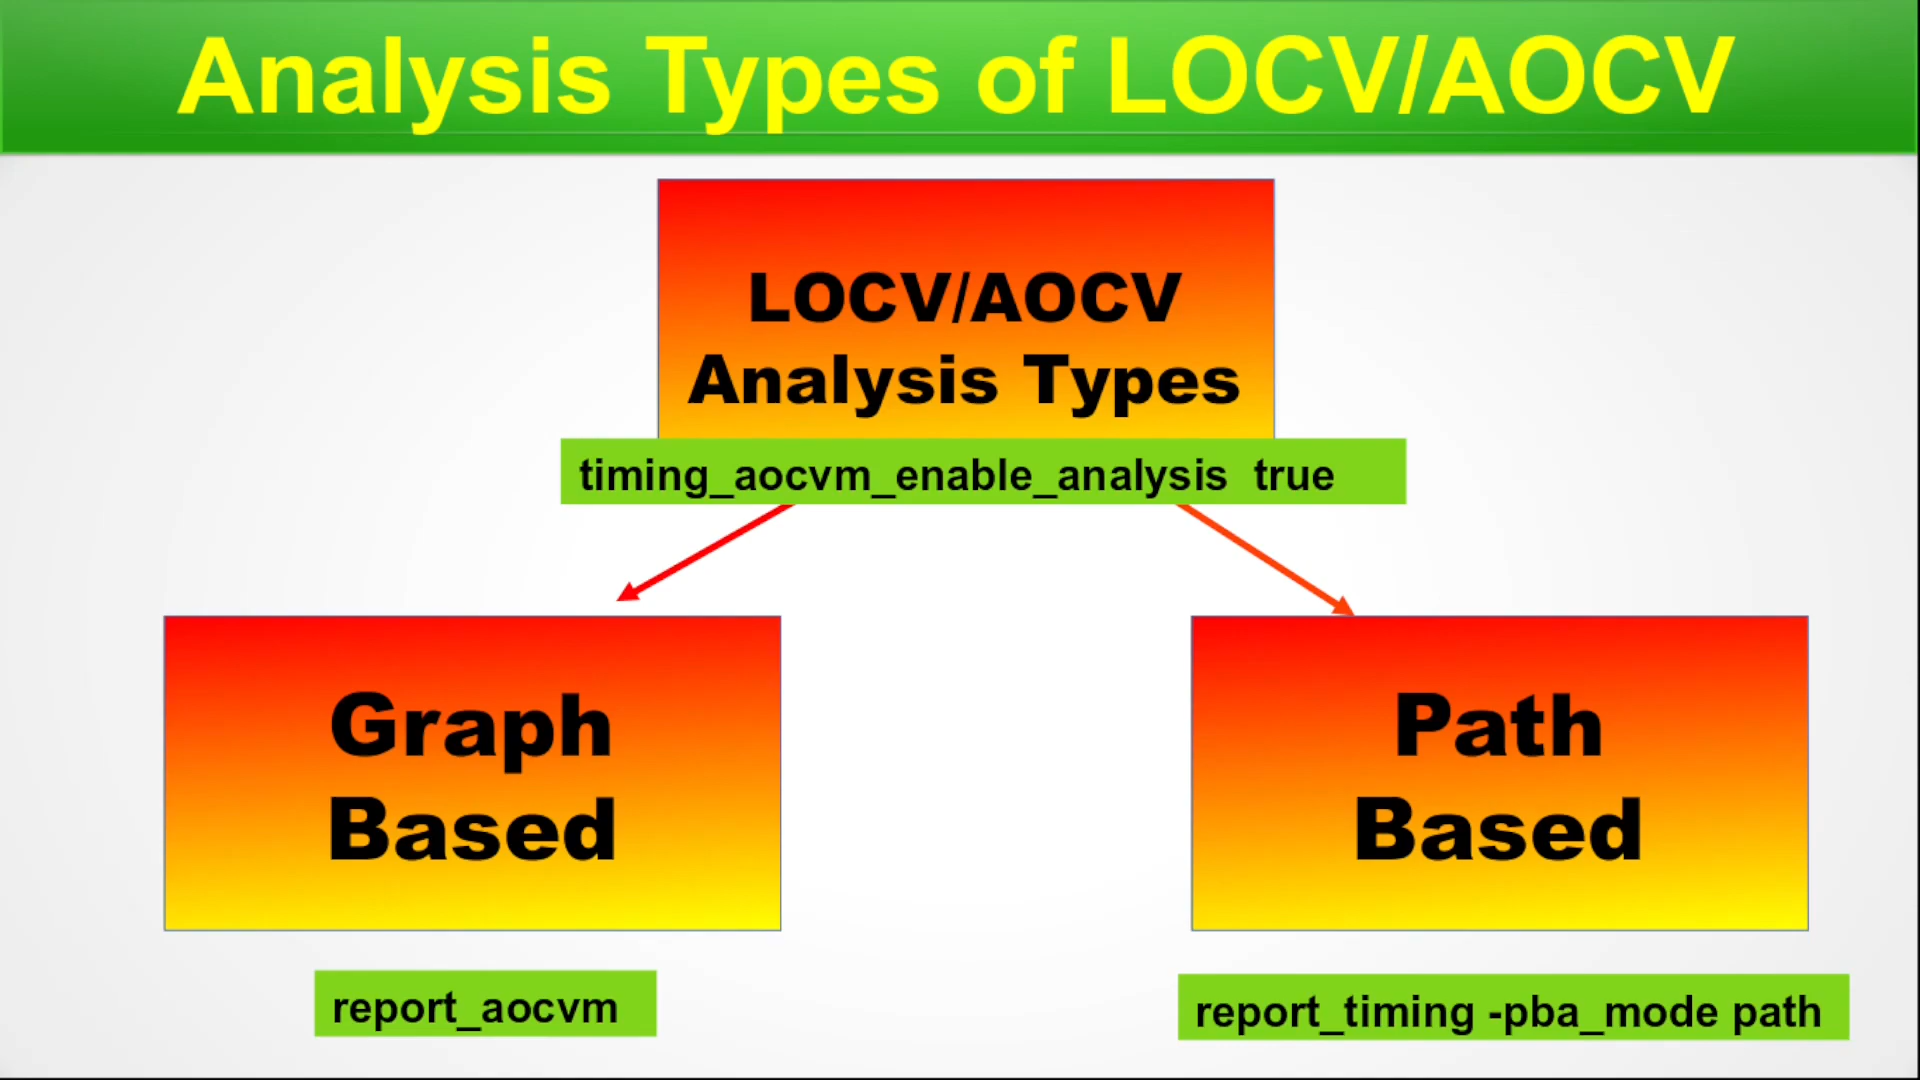 Analysis Types of LOCV/AOCV
LOCV/AOCV
Analysis Types
timing_aocvm_enable_analysis true
Graph
Based
Path
Based
report_aocvm
report_timing -pba_mode path